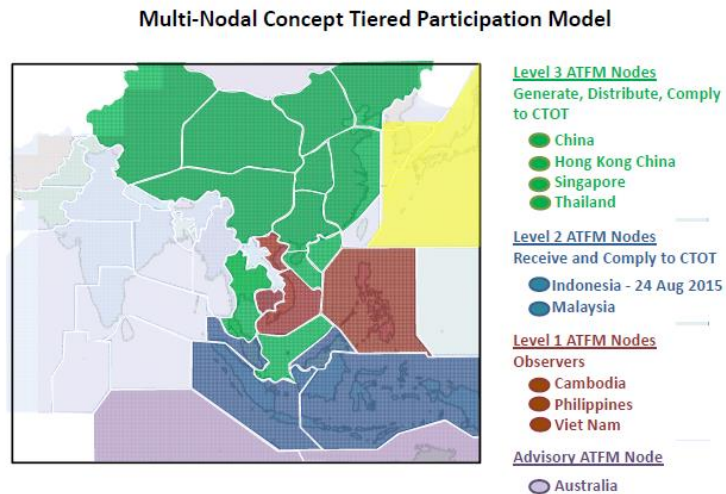 Multi-Nodal Concept Tiered Participation Model
Level 3 ATFM Nodes
Generate, Distribute, Comply
to CTOT
China
Hong Kong China
Singapore
Thailand
Level 2 ATFM Nodes
Receive and Comply to CTOT
Indonesia - 24 Aug 2015
Malaysia
Level 1 ATFM Nodes
Observers
Cambodia
Philippines
Viet Nam
Advisory ATFM Node
Australia